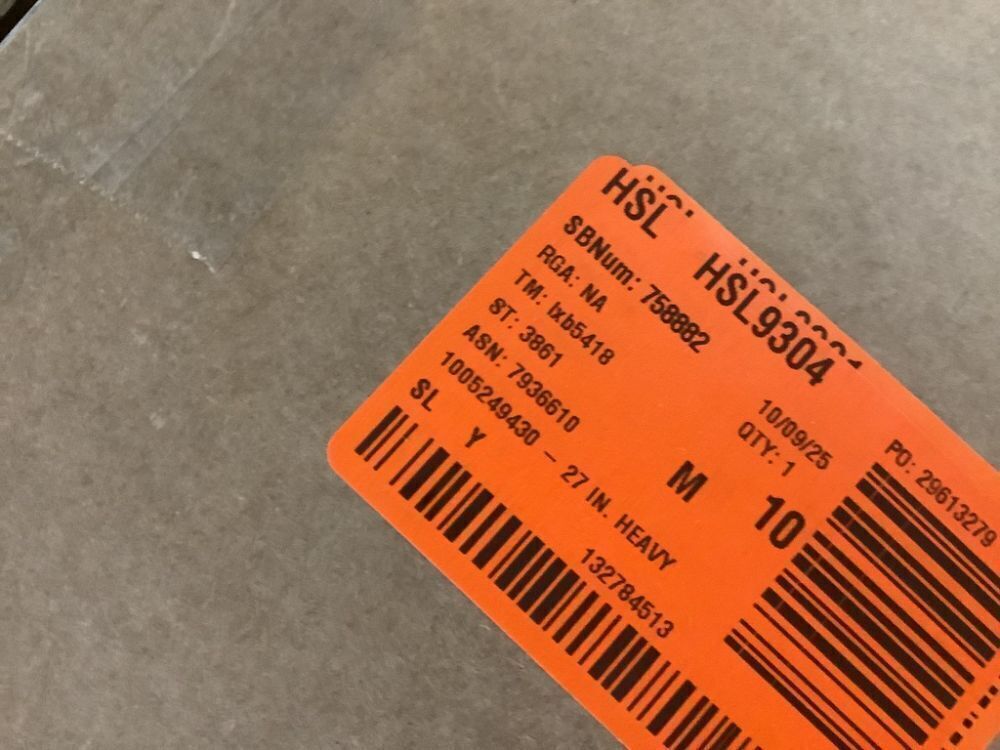 HSL
HSL9304
SBNum: 758882
RGA: NA
TM: lxb5418
ST: 3861
ASN: 7936610
1005249430 - 27 IN. HEAVY
SL Y
10/09/25
QTY: 1
M 10
132784513
PO: 29613279